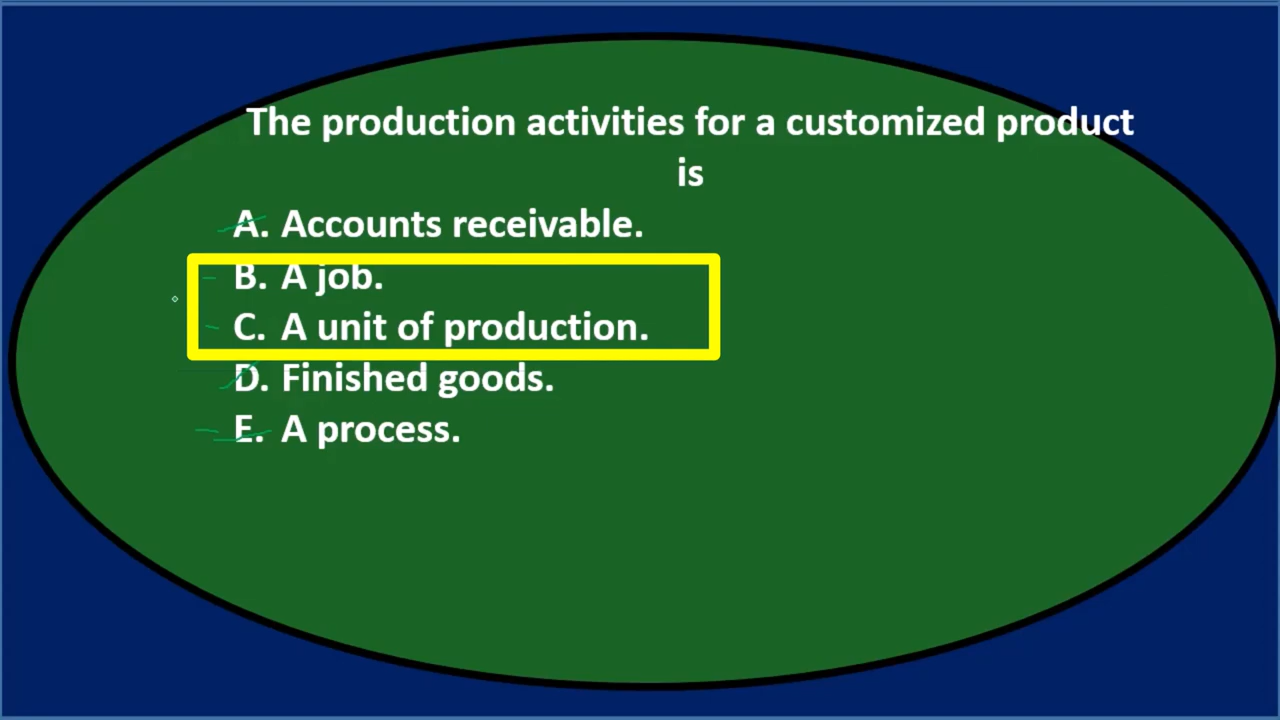 The production activities for a customized product
is
A. Accounts receivable.
B. A job.
C. A unit of production.
D. Finished goods.
E. A process.